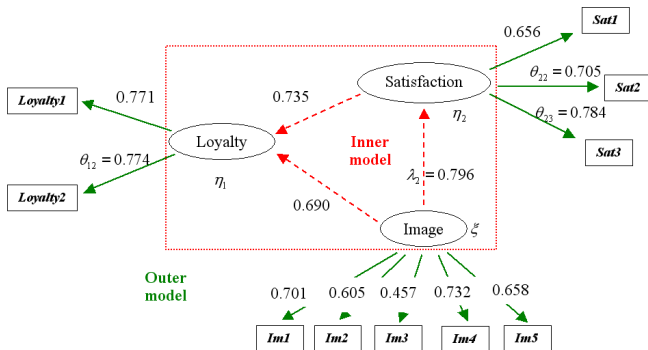 Sat1
0.656
Satisfaction
θ22 = 0.705
Sat2
Loyalty1
0.771
0.735
η2
θ23 = 0.784
Loyalty
Inner
model
Sat3
θ12 = 0.774
λ2 = 0.796
Loyalty2
η1
0.690
Image
ξ
Outer
model
0.701
0.605
0.457
0.732
0.658
Im1
Im2
Im3
Im4
Im5